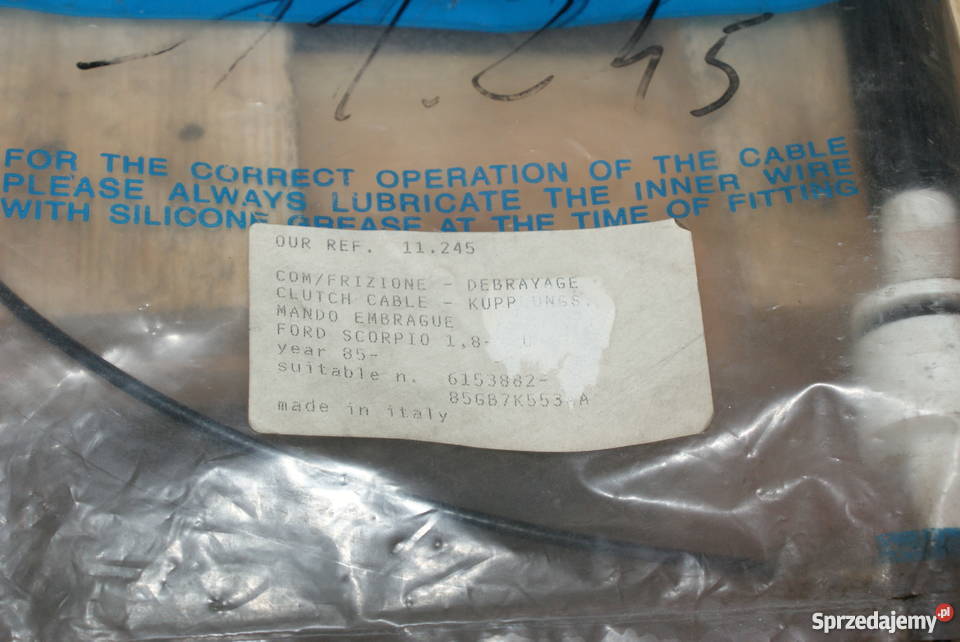 11.245
FOR THE CORRECT OPERATION OF THE CABLE
PLEASE ALWAYS LUBRICATE THE INNER WIRE
WITH SILICONE GREASE AT THE TIME OF FITTING
OUR REF. 11.245
COM/FRIZIONE - DEBRAYAGE
CLUTCH CABLE -
MANDO EMBRAGUE
FORD SCORPIO 1,8-
year 85-
suitable n. 6153882-
85GB7K553 A
made in italy
Sprzedajemy.pl